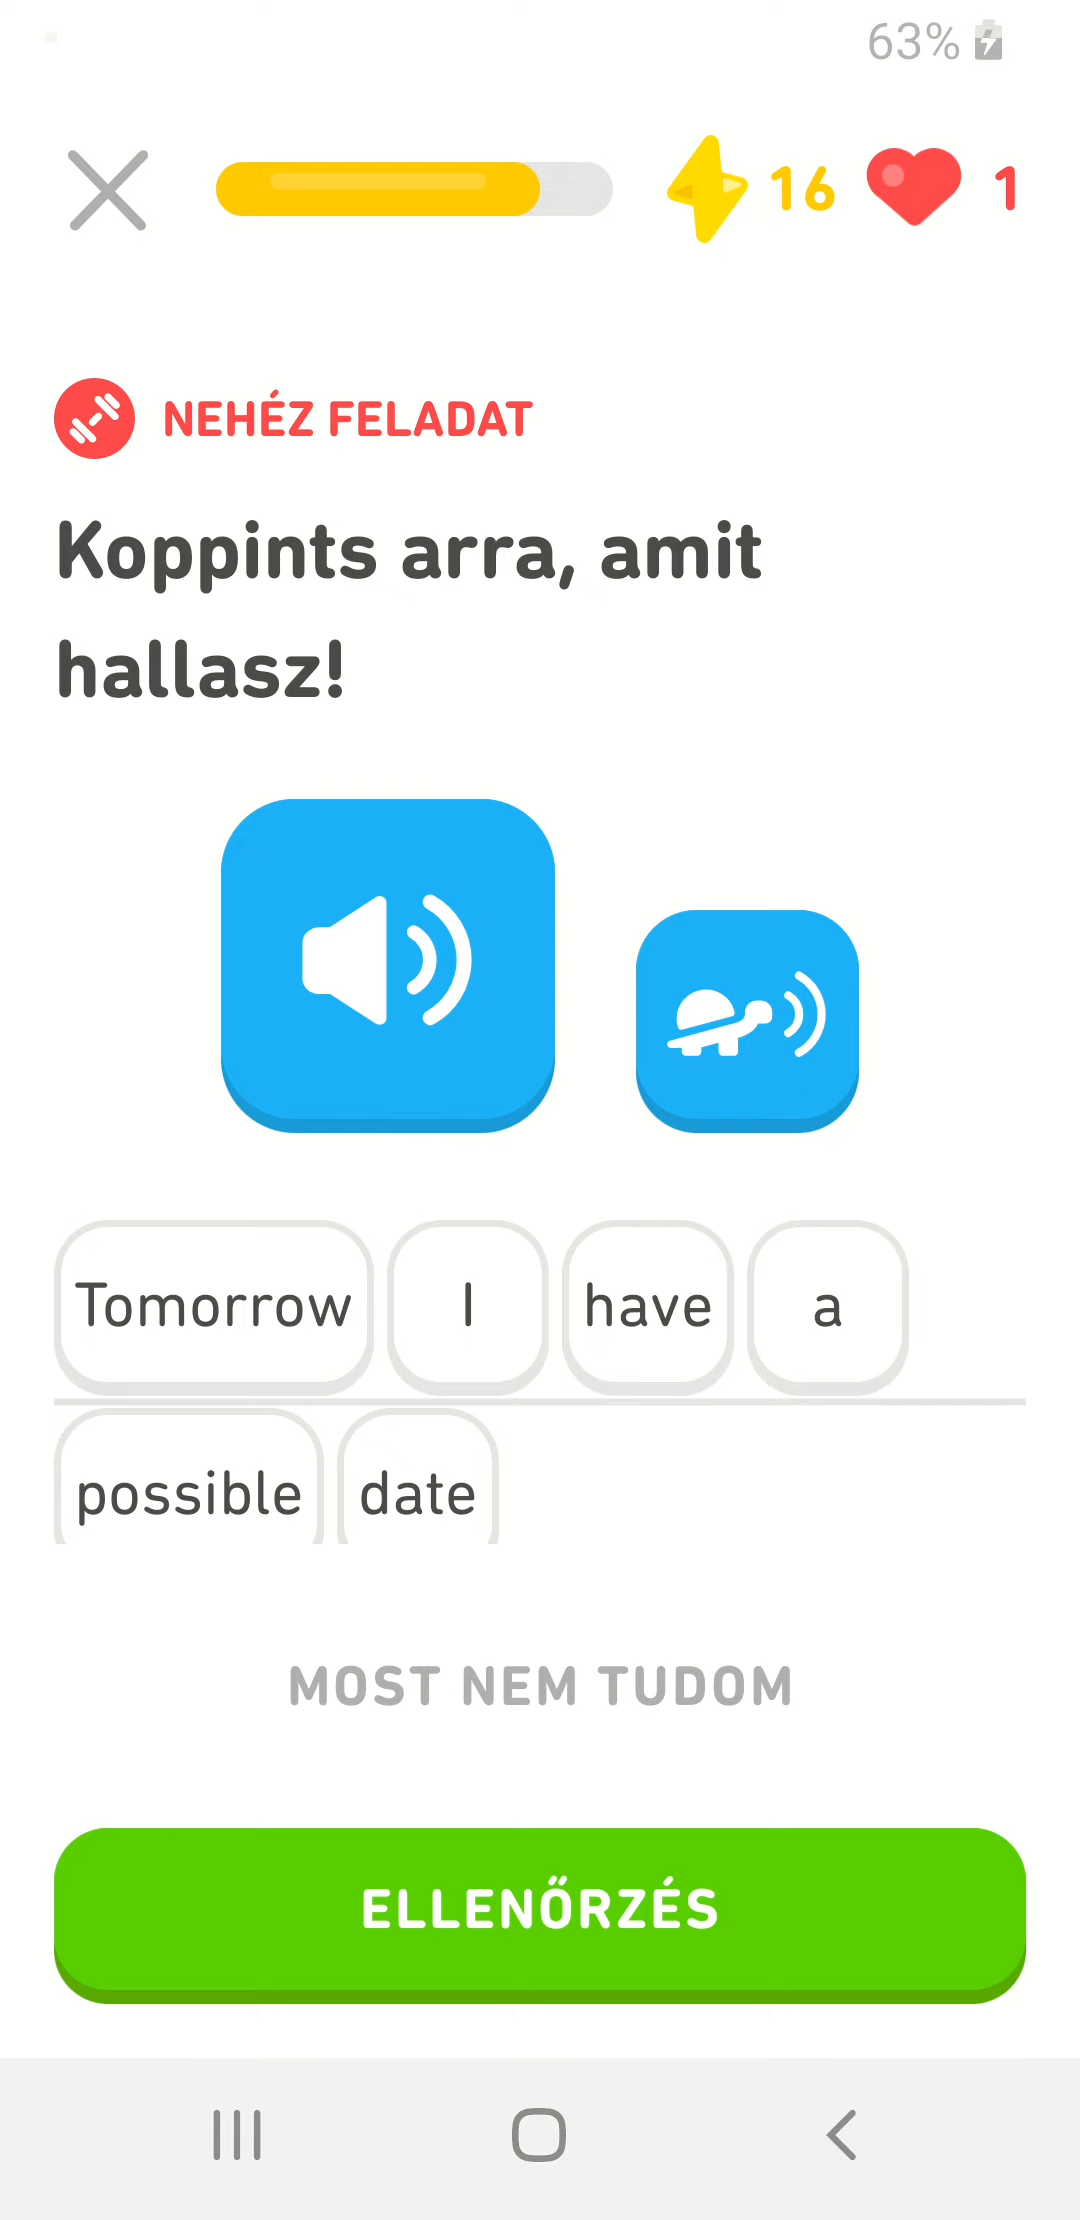 63%
16
1
NEHÉZ FELADAT
Koppints arra, amit
hallasz!
Tomorrow I have a
possible date
MOST NEM TUDOM
ELLENŐRZÉS